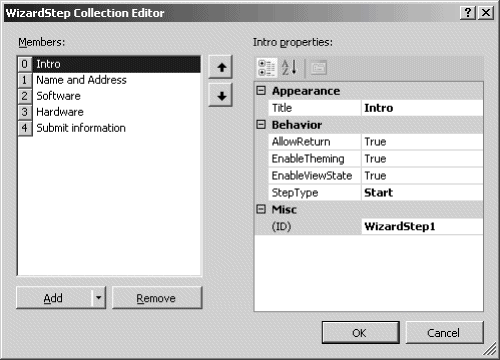 WizardStep Collection Editor
Members:
0 Intro
1 Name and Address
2 Software
3 Hardware
4 Submit information
Add
Remove
Intro properties:
Appearance
Title Intro
Behavior
AllowReturn True
EnableTheming True
EnableViewState True
StepType Start
Misc
(ID) WizardStep1
OK
Cancel